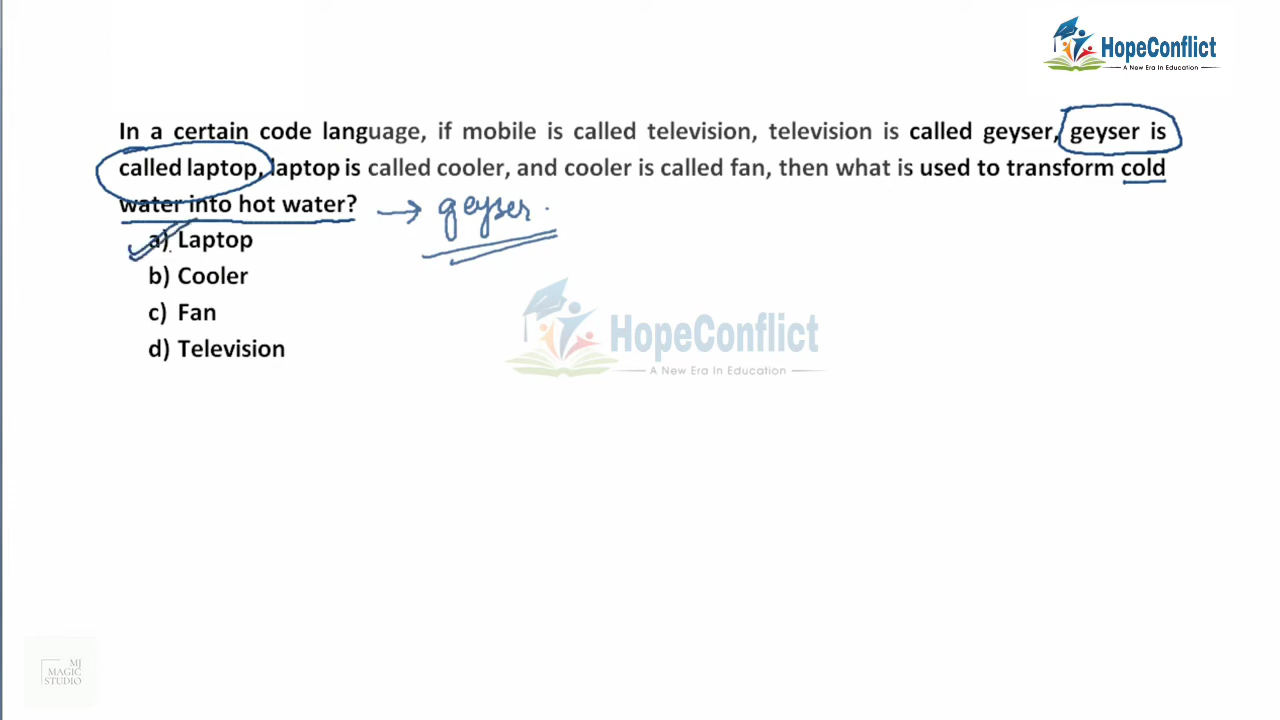 HopeConflict
A New Era In Education
In a certain code language, if mobile is called television, television is called geyser, geyser is
called laptop, laptop is called cooler, and cooler is called fan, then what is used to transform cold
water into hot water? → geyser.
a) Laptop
b) Cooler
c) Fan
d) Television
HopeConflict
A New Era In Education
MJ
MAGIC
STUDIO